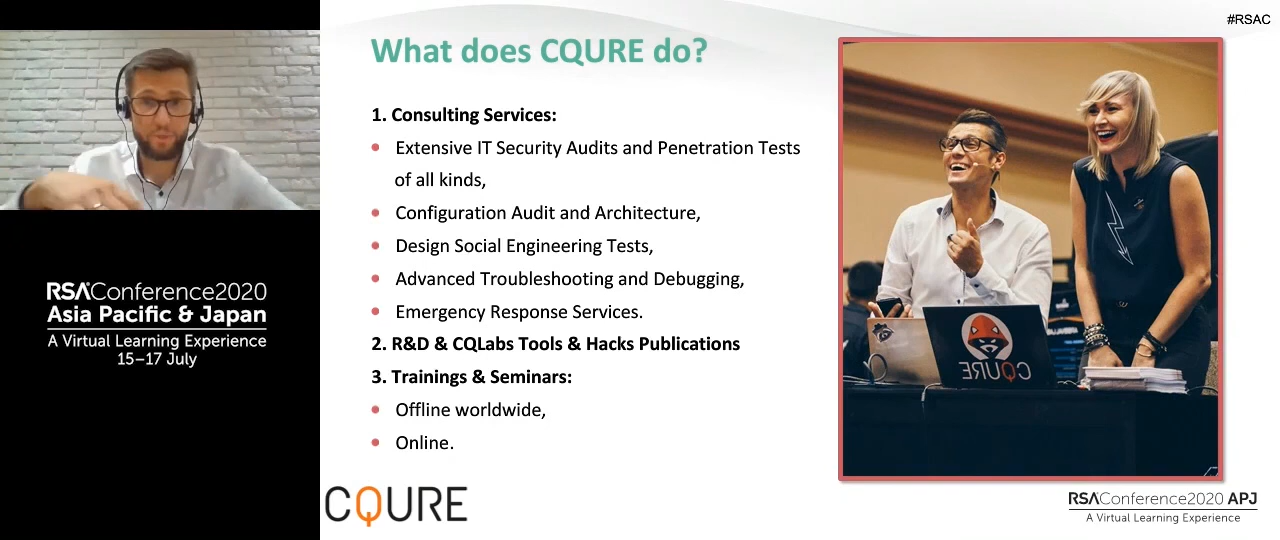 #RSAC
What does CQURE do?
1. Consulting Services:
• Extensive IT Security Audits and Penetration Tests
of all kinds,
• Configuration Audit and Architecture,
• Design Social Engineering Tests,
• Advanced Troubleshooting and Debugging,
• Emergency Response Services.
2. R&D & CQLabs Tools & Hacks Publications
3. Trainings & Seminars:
• Offline worldwide,
• Online.
CQURE
RSAConference2020
Asia Pacific & Japan
A Virtual Learning Experience
15–17 July
CQURE
RSAConference2020 APJ
A Virtual Learning Experience